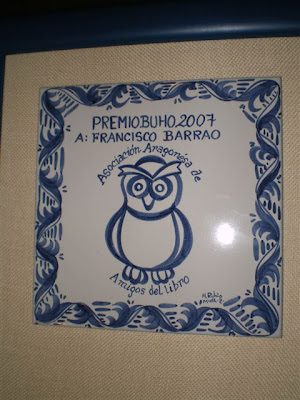 PREMIO.BUHO.2007
A: FRANCISCO BARRAO
Asociación Aragonesa de
Amigos del Libro